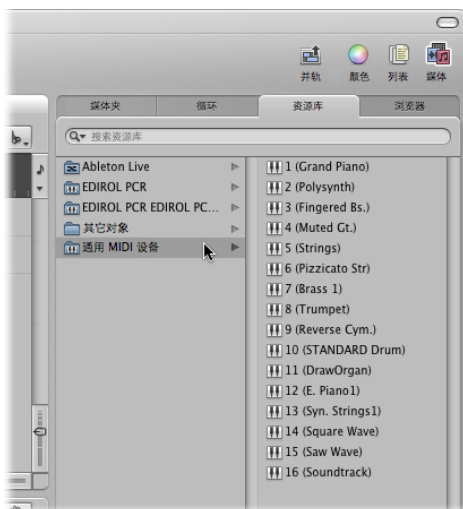 并轨 颜色 列表 媒体
媒体夹 循环 资源库 浏览器
搜索资源库
Ableton Live
EDIROL PCR
EDIROL PCR EDIROL PC...
其它对象
通用 MIDI 设备
1 (Grand Piano)
2 (Polysynth)
3 (Fingered Bs.)
4 (Muted Gt.)
5 (Strings)
6 (Pizzicato Str)
7 (Brass 1)
8 (Trumpet)
9 (Reverse Cym.)
10 (STANDARD Drum)
11 (DrawOrgan)
12 (E. Piano1)
13 (Syn. Strings1)
14 (Square Wave)
15 (Saw Wave)
16 (Soundtrack)